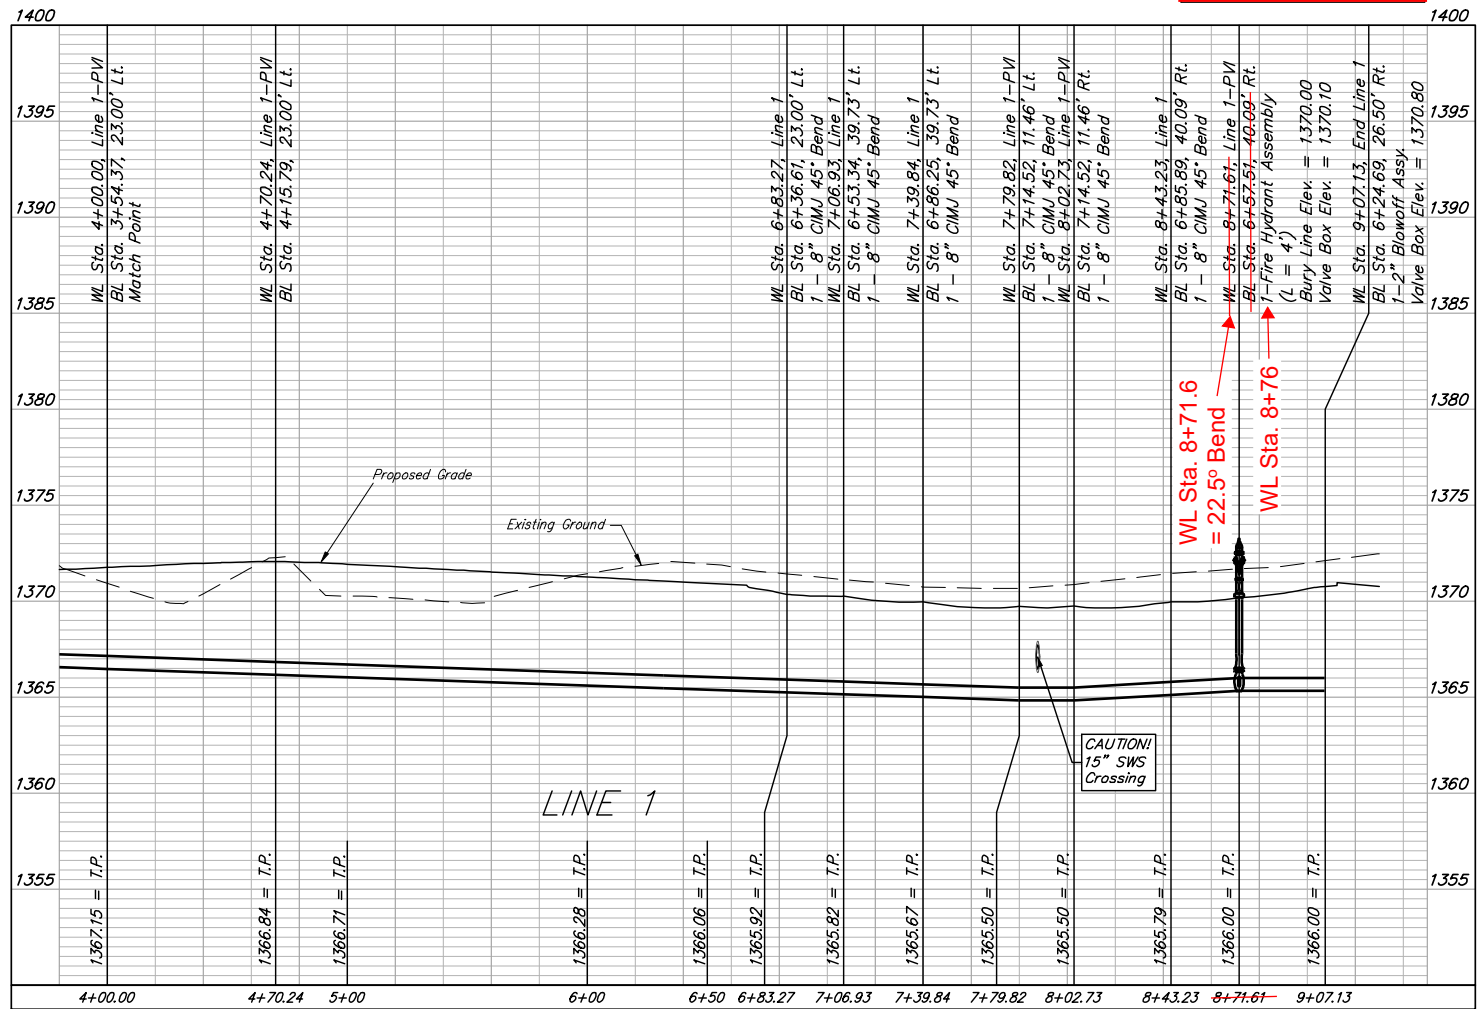 1400
1400
1395
1395
1390
1390
1385
1385
1380
1380
1375
1375
1370
1370
1365
1365
1360
1360
1355
1355
WL Sta. 4+00.00, Line 1-PVI
BL Sta. 3+54.37, 23.00' Lt.
Match Point
WL Sta. 4+70.24, Line 1-PVI
BL Sta. 4+15.79, 23.00' Lt.
WL Sta. 6+83.27, Line 1
BL Sta. 6+36.61, 23.00' Lt.
1 - 8" CIMJ 45° Bend
WL Sta. 7+06.93, Line 1
BL Sta. 6+53.34, 39.73' Lt.
1 - 8" CIMJ 45° Bend
WL Sta. 7+39.84, Line 1
BL Sta. 6+86.25, 39.73' Lt.
1 - 8" CIMJ 45° Bend
WL Sta. 7+79.82, Line 1-PVI
BL Sta. 7+14.52, 11.46' Lt.
1 - 8" CIMJ 45° Bend
WL Sta. 8+02.73, Line 1-PVI
BL Sta. 7+14.52, 11.46' Rt.
1 - 8" CIMJ 45° Bend
WL Sta. 8+43.23, Line 1
BL Sta. 6+85.89, 40.09' Rt.
1 - 8" CIMJ 45° Bend
WL Sta. 8+71.61, Line 1-PVI
BL Sta. 6+57.51, 40.09' Rt.
1-Fire Hydrant Assembly
(L = 4')
Bury Line Elev. = 1370.00
Valve Box Elev. = 1370.10
WL Sta. 9+07.13, End Line 1
BL Sta. 6+24.69, 26.50' Rt.
1-2" Blowoff Assy.
Valve Box Elev. = 1370.80
WL Sta. 8+71.6
= 22.5º Bend
WL Sta. 8+76
Proposed Grade
Existing Ground
CAUTION!
15" SWS
Crossing
LINE 1
1367.15 = T.P.
1366.84 = T.P.
1366.71 = T.P.
1366.28 = T.P.
1366.06 = T.P.
1365.92 = T.P.
1365.82 = T.P.
1365.67 = T.P.
1365.50 = T.P.
1365.50 = T.P.
1365.79 = T.P.
1366.00 = T.P.
1366.00 = T.P.
4+00.00
4+70.24
5+00
6+00
6+50
6+83.27
7+06.93
7+39.84
7+79.82
8+02.73
8+43.23
8+71.61
9+07.13